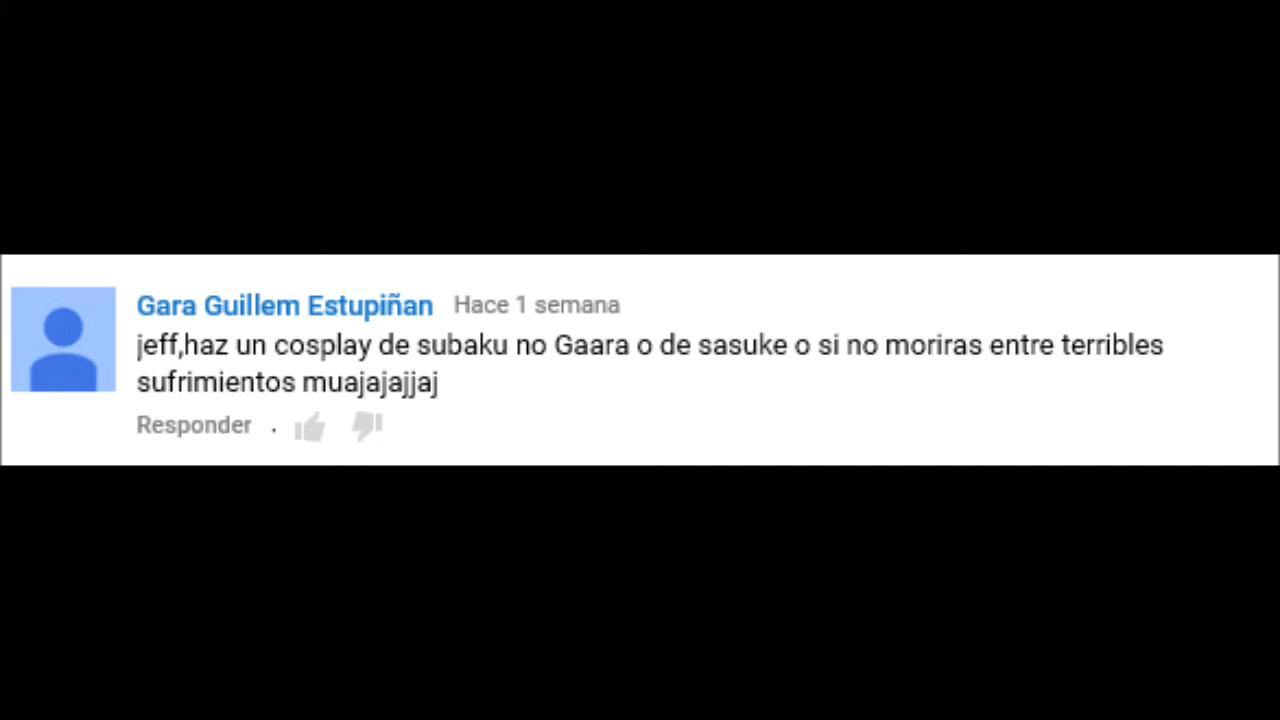 Gara Guillem Estupiñan Hace 1 semana
jeff,haz un cosplay de subaku no Gaara o de sasuke o si no moriras entre terribles
sufrimientos muajajajjaj
Responder .